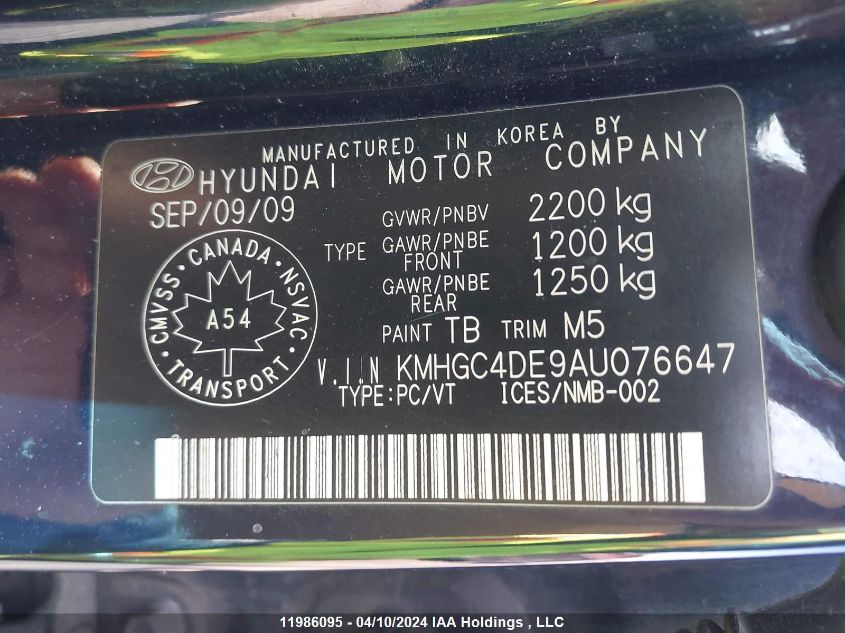 MANUFACTURED IN KOREA BY
HYUNDAI MOTOR COMPANY
SEP/09/09
GVWR/PNBV 2200 kg
TYPE GAWR/PNBE FRONT 1200 kg
GAWR/PNBE REAR 1250 kg
PAINT TB TRIM M5
CMVSS · CANADA · NSVAC · TRANSPORT ·
A54
V.I.N KMHGC4DE9AU076647
TYPE:PC/VT ICES/NMB-002
11986095 - 04/10/2024 IAA Holdings , LLC